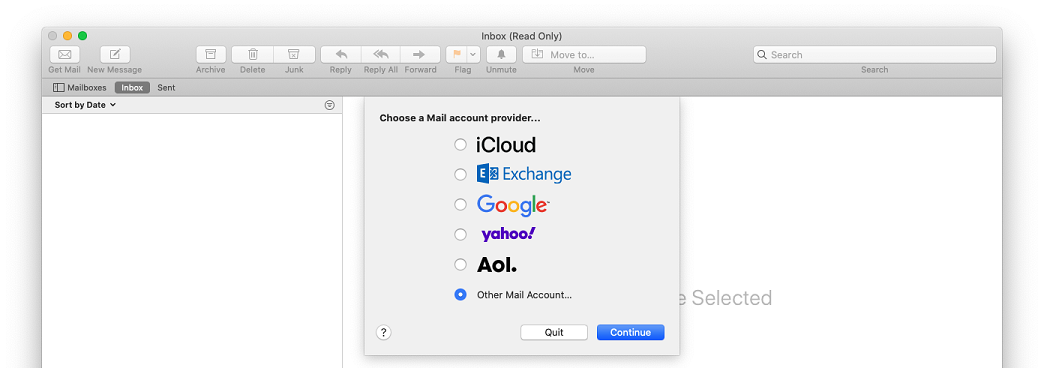 Inbox (Read Only)
Move to...
Search
Get Mail New Message Archive Delete Junk Reply Reply All Forward Flag Unmute Move Search
Mailboxes Inbox Sent
Sort by Date
Choose a Mail account provider...
iCloud
E Exchange
Google™
yahoo!
Aol.
Other Mail Account...
e Selected
? Quit Continue